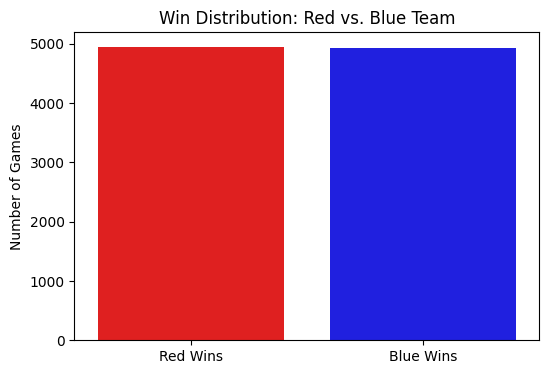 Win Distribution: Red vs. Blue Team
Number of Games
5000
4000
3000
2000
1000
0
Red Wins
Blue Wins